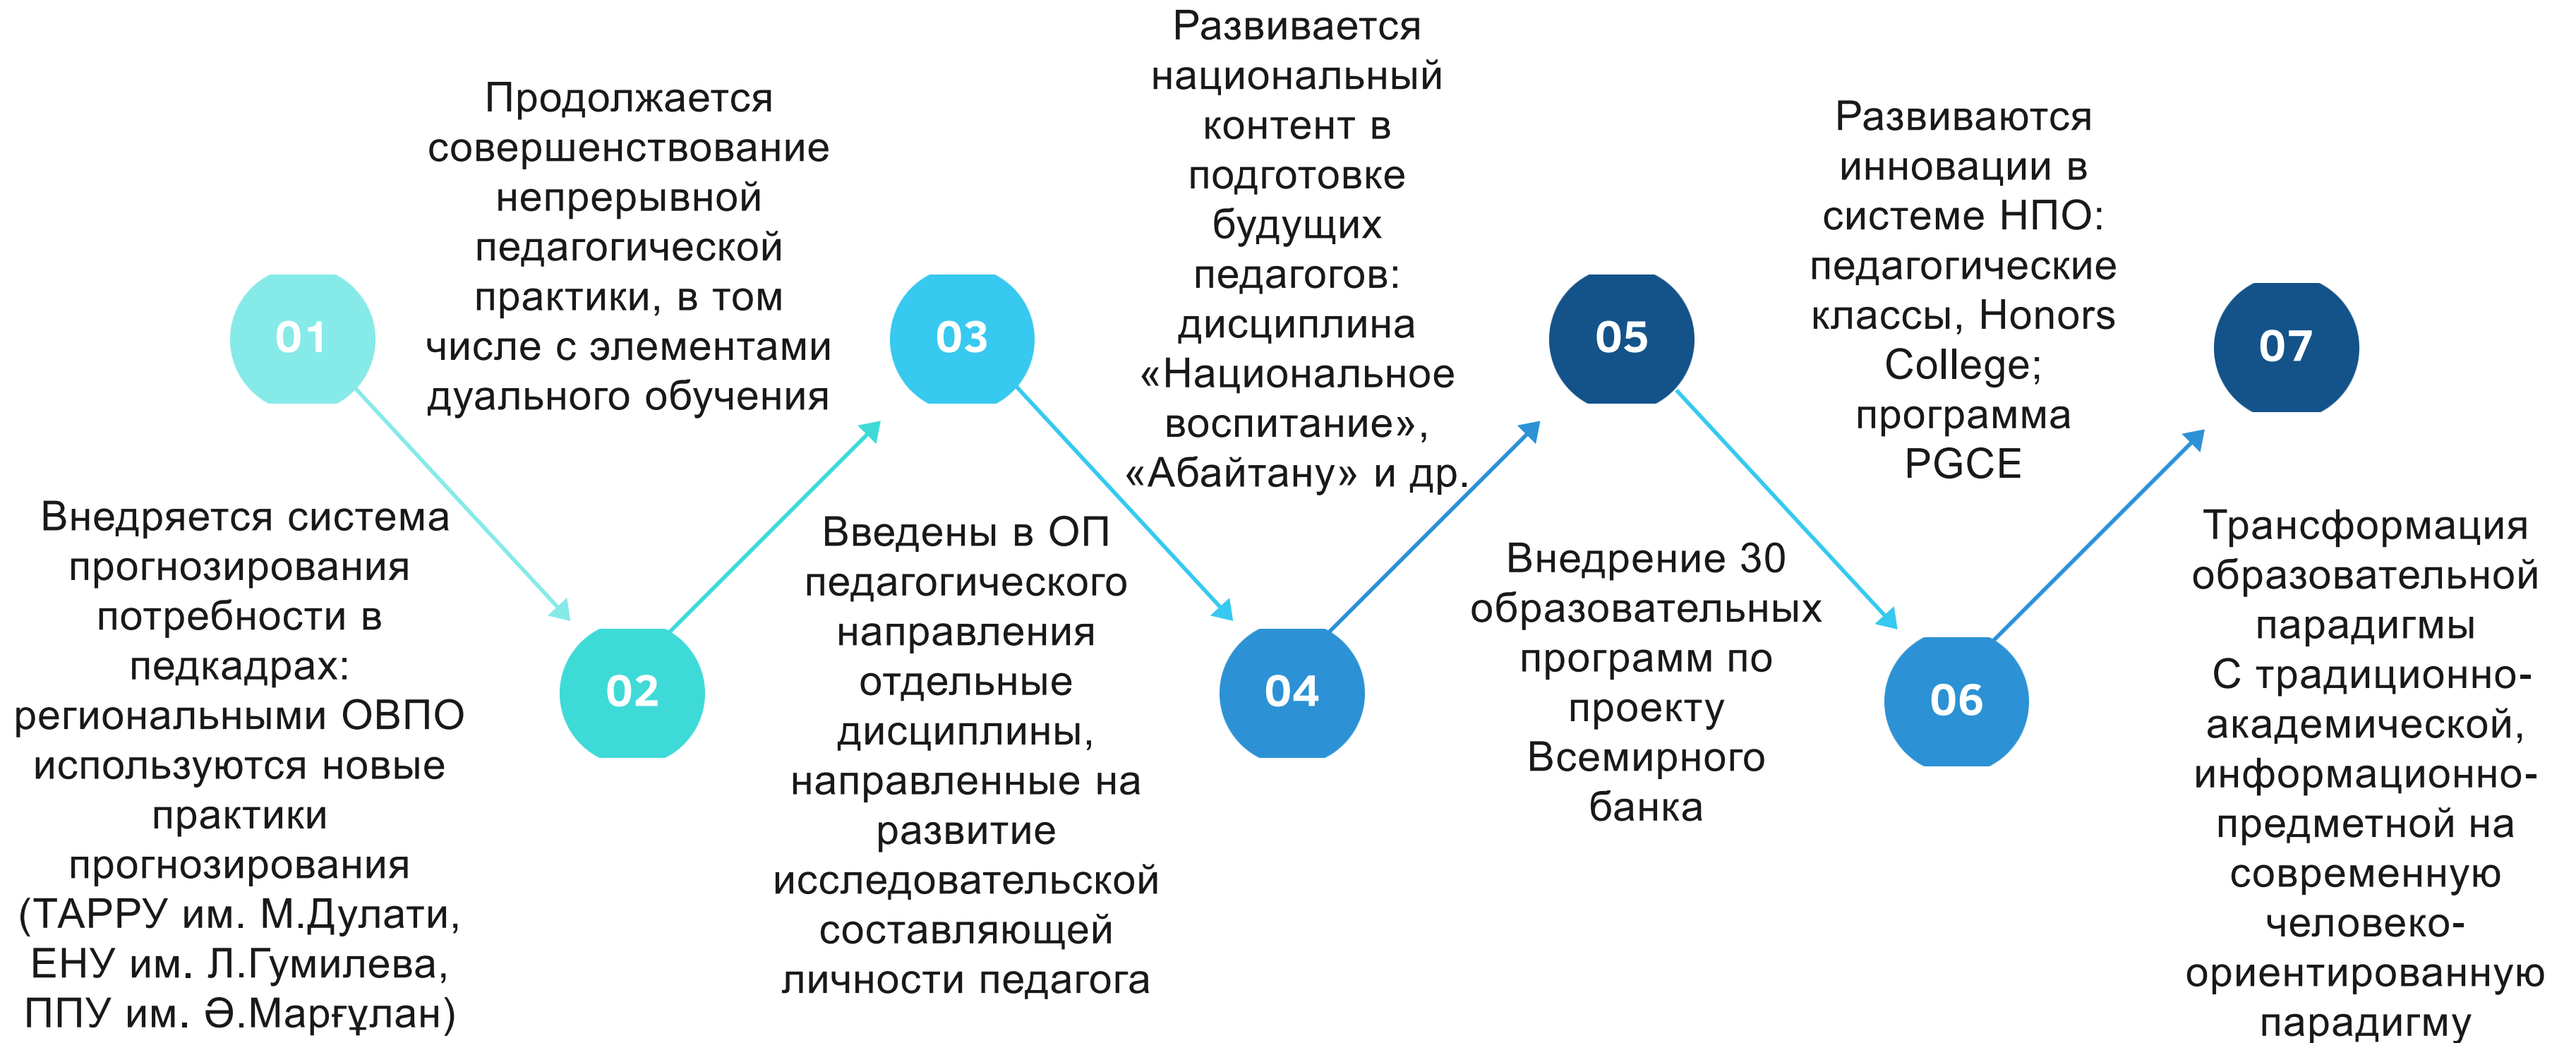 01
Внедряется система
прогнозирования
потребности в
педкадрах:
региональными ОВПО
используются новые
практики
прогнозирования
(ТАРРУ им. М.Дулати,
ЕНУ им. Л.Гумилева,
ППУ им. Ә.Марғұлан)
02
Продолжается
совершенствование
непрерывной
педагогической
практики, в том
числе с элементами
дуального обучения
03
Введены в ОП
педагогического
направления
отдельные
дисциплины,
направленные на
развитие
исследовательской
составляющей
личности педагога
04
Развивается
национальный
контент в
подготовке
будущих
педагогов:
дисциплина
«Национальное
воспитание»,
«Абайтану» и др.
05
Внедрение 30
образовательных
программ по
проекту
Всемирного
банка
06
Развиваются
инновации в
системе НПО:
педагогические
классы, Honors
College;
программа
PGCE
07
Трансформация
образовательной
парадигмы
С традиционно-
академической,
информационно-
предметной на
современную
человеко-
ориентированную
парадигму